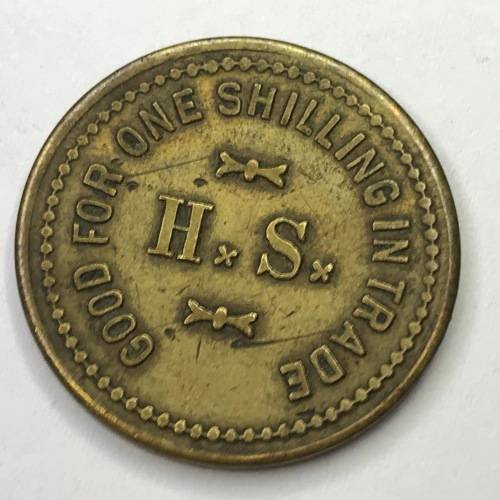 GOOD FOR ONE SHILLING IN TRADE
H. S.